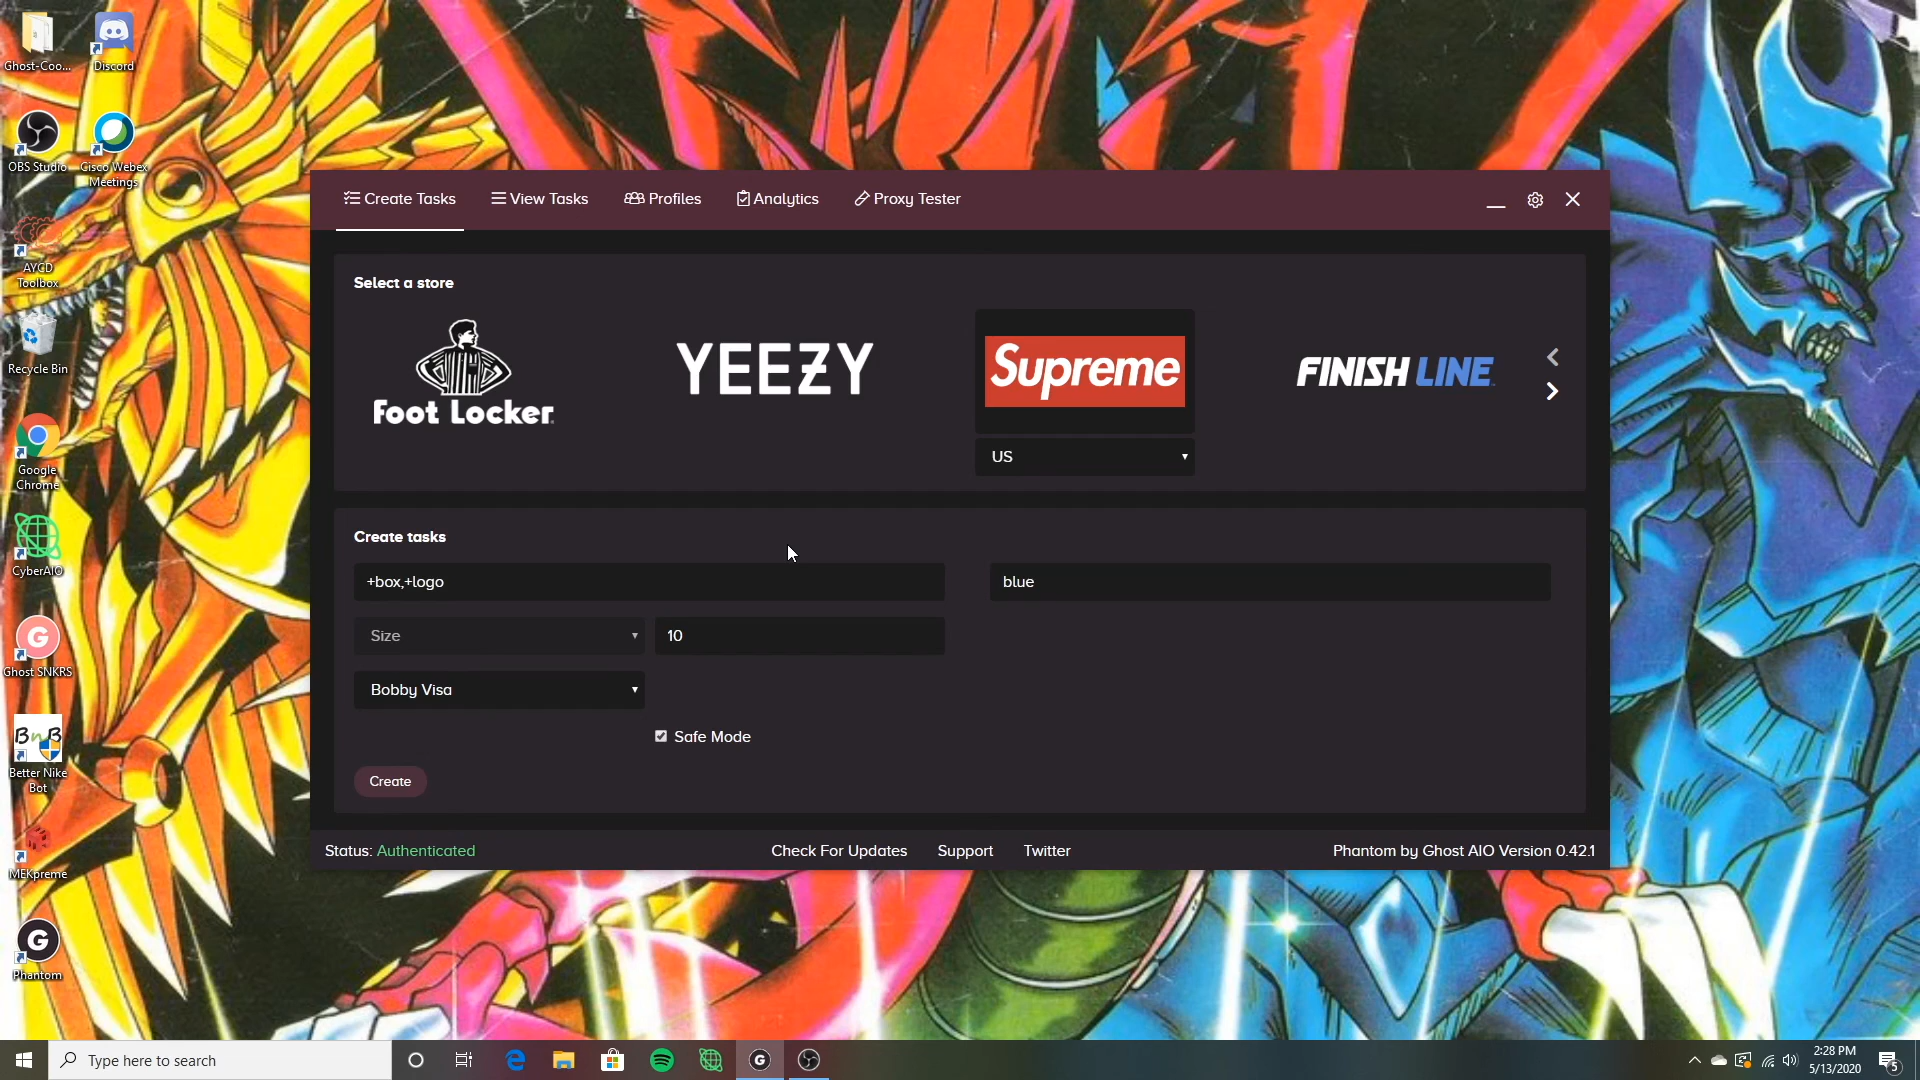 Ghost-Coo...
Discord
OBS Studio
Cisco Webex
Meetings
AYCD
Toolbox
Recycle Bin
Google
Chrome
CyberAIO
G
Ghost SNKRS
BnB
Better Nike
Bot
MEKpreme
G
Phantom
Create Tasks
View Tasks
Profiles
Analytics
Proxy Tester
Select a store
Foot Locker
YEEZY
Supreme
FINISH LINE
US
Create tasks
+box,+logo
blue
Size
10
Bobby Visa
Safe Mode
Create
Status: Authenticated
Check For Updates
Support
Twitter
Phantom by Ghost AIO Version 0.42.1
Type here to search
G
2:28 PM
5/13/2020
5